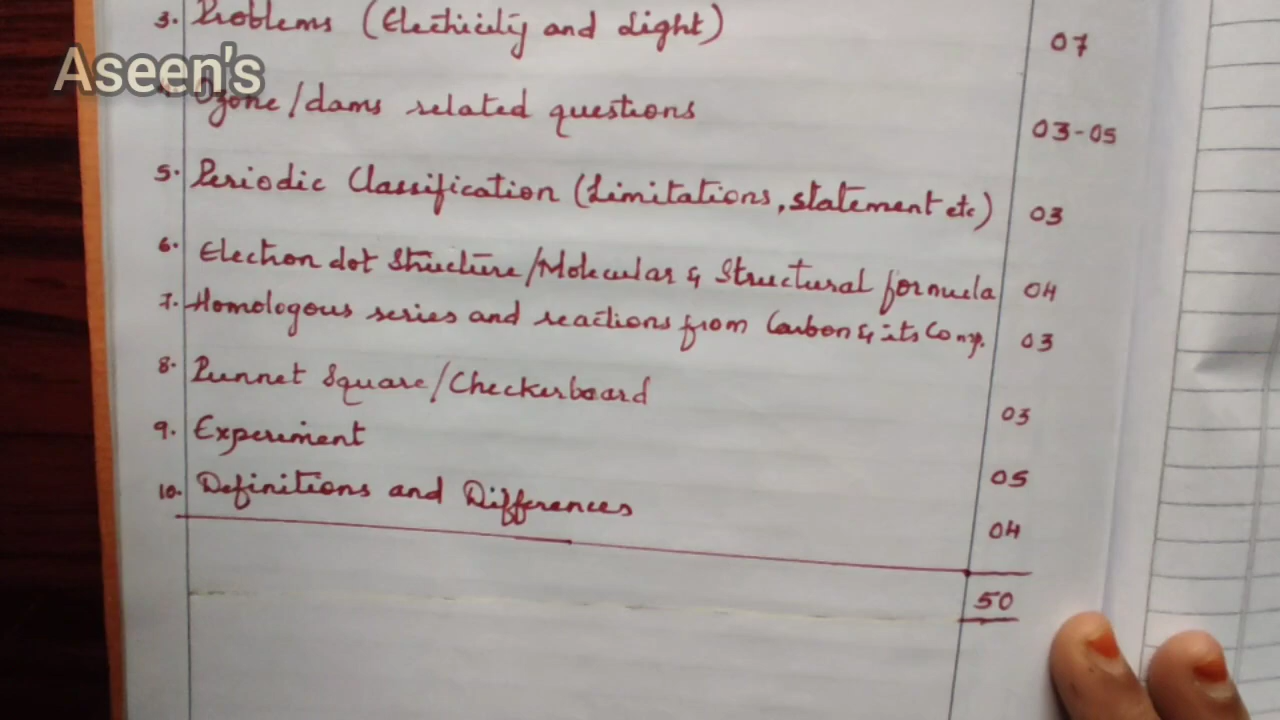 3. Problems (Electricity and Light) 07
Aseen's
Ozone/dams related questions 03-05
5. Periodic Classification (Limitations, statement etc) 03
6. Electron dot structure/Molecular & Structural formula 04
7. Homologous series and reactions from Carbon & its Comp. 03
8. Punnet Square/Checkerboard 03
9. Experiment 05
10. Definitions and Differences 04
50